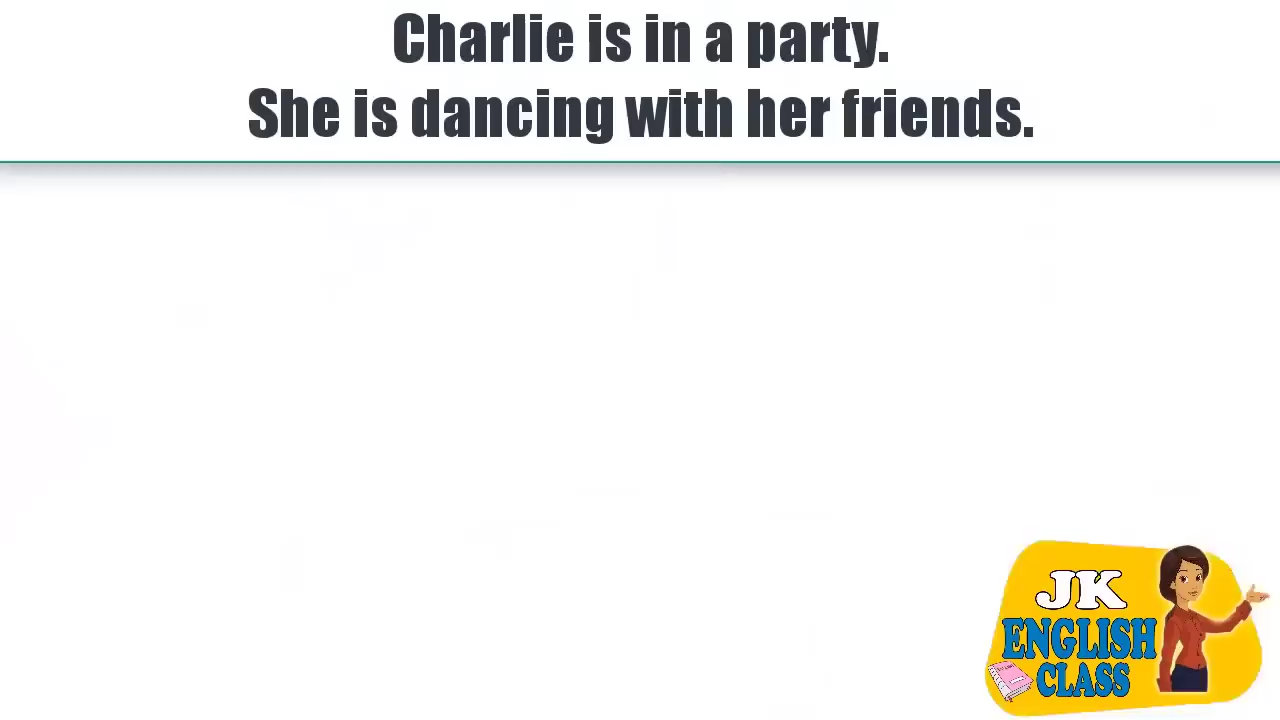 Charlie is in a party.
She is dancing with her friends.
JK
ENGLISH
CLASS